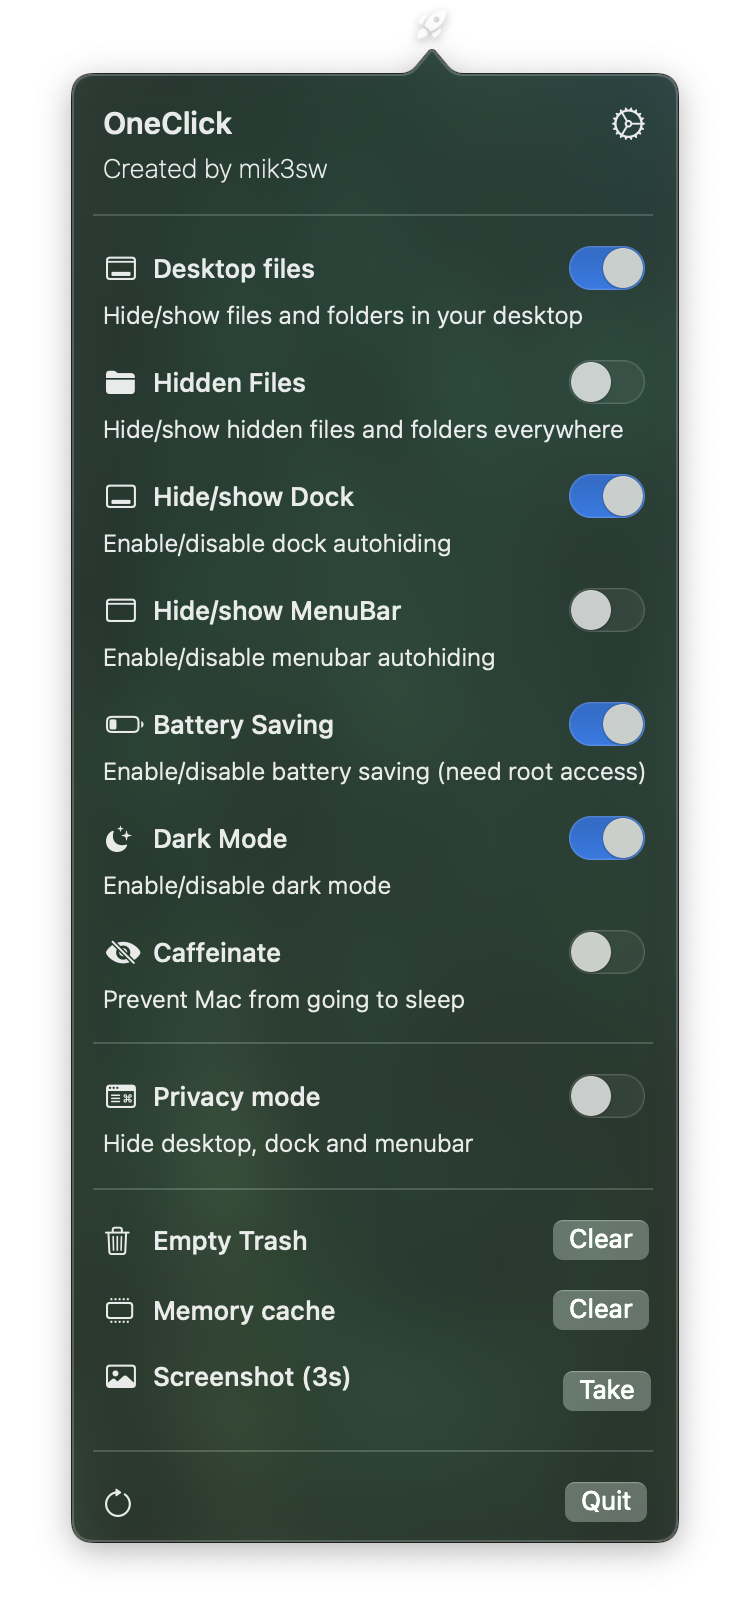 OneClick
Created by mik3sw
Desktop files
Hide/show files and folders in your desktop
Hidden Files
Hide/show hidden files and folders everywhere
Hide/show Dock
Enable/disable dock autohiding
Hide/show MenuBar
Enable/disable menubar autohiding
Battery Saving
Enable/disable battery saving (need root access)
Dark Mode
Enable/disable dark mode
Caffeinate
Prevent Mac from going to sleep
Privacy mode
Hide desktop, dock and menubar
Empty Trash Clear
Memory cache Clear
Screenshot (3s) Take
Quit